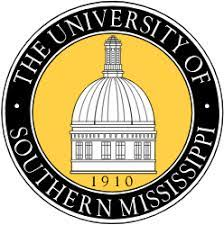 THE UNIVERSITY OF
SOUTHERN MISSISSIPPI
1910